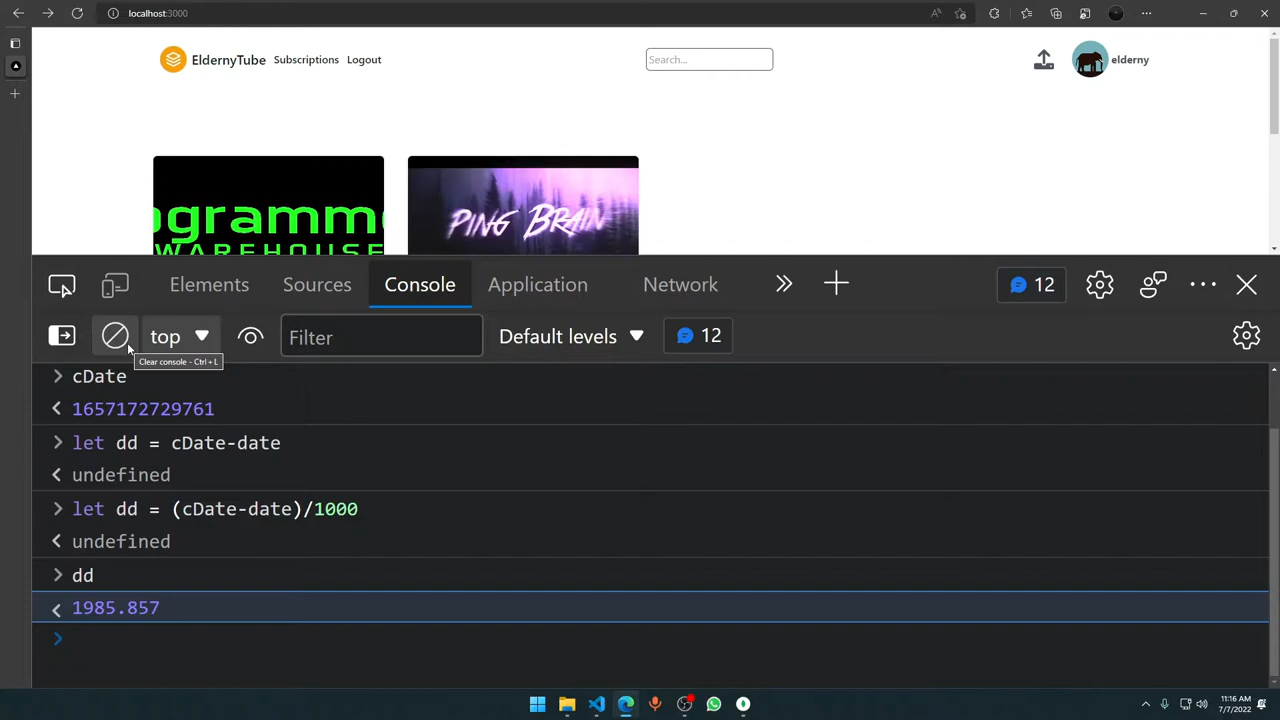 localhost:3000
EldernyTube Subscriptions Logout
Search...
elderny
ogramme
WAREHOUSE
PING BRAIN
Elements Sources Console Application Network
12
top
Filter
Default levels
12
Clear console - Ctrl+L
cDate
1657172729761
let dd = cDate-date
undefined
let dd = (cDate-date)/1000
undefined
dd
1985.857
11:16 AM
7/7/2022